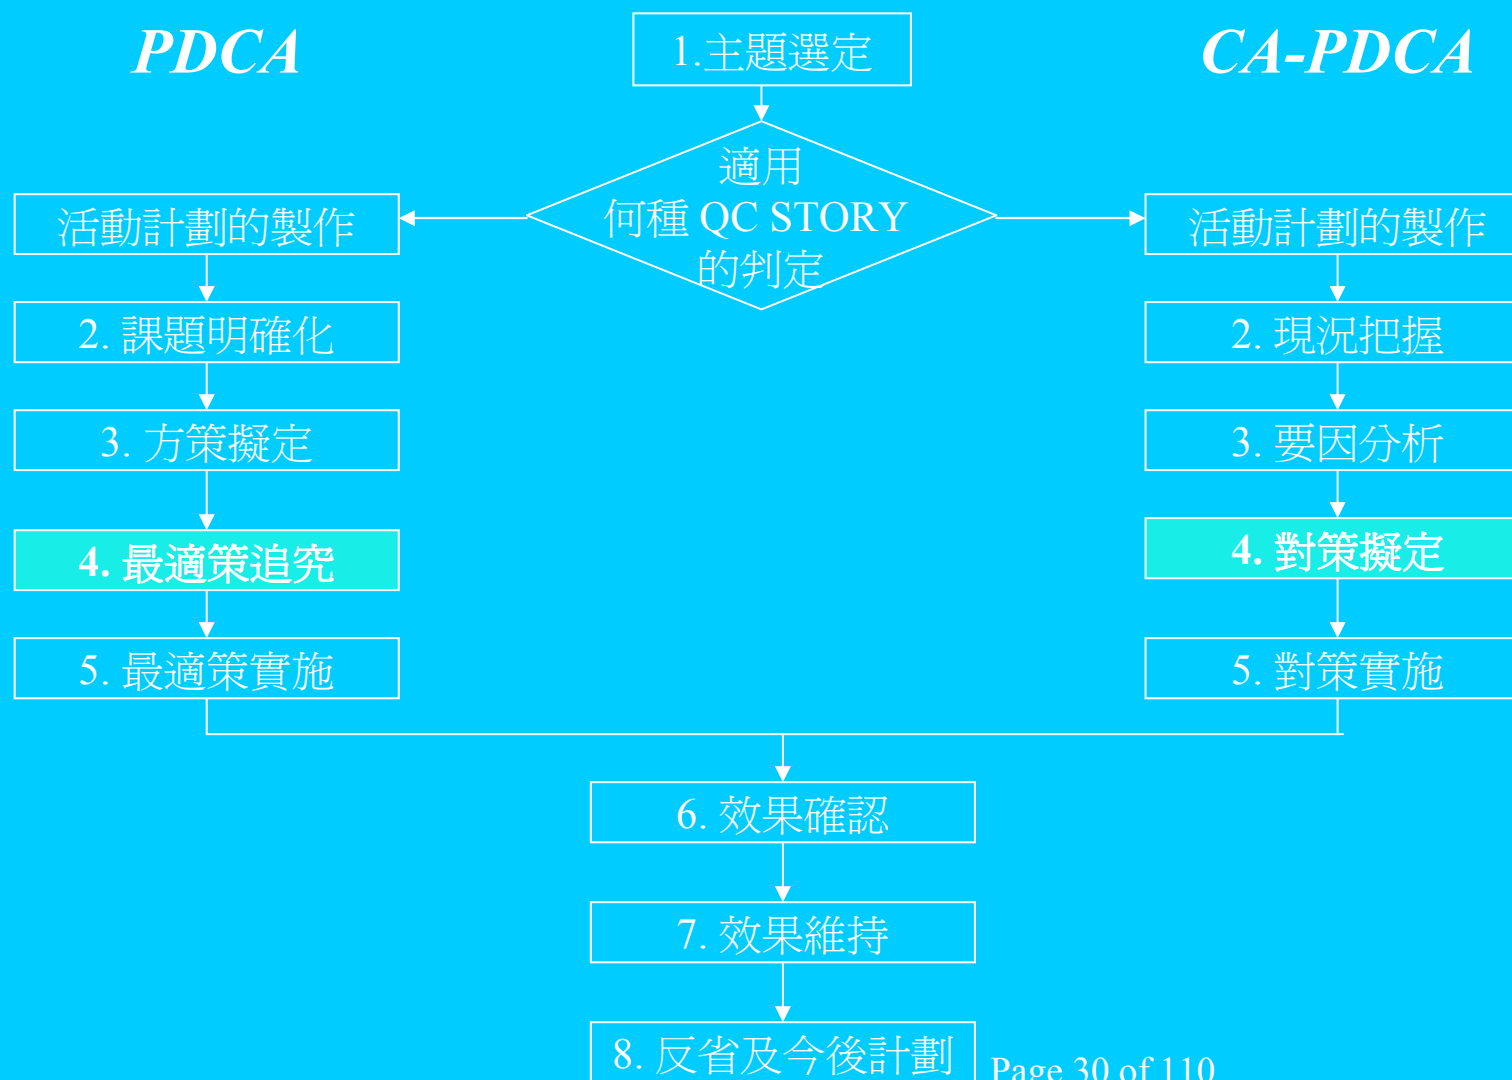 PDCA
1.主題選定
CA-PDCA
適用
何種 QC STORY
的判定
活動計劃的製作
2. 課題明確化
3. 方策擬定
4. 最適策追究
5. 最適策實施
活動計劃的製作
2. 現況把握
3. 要因分析
4. 對策擬定
5. 對策實施
6. 效果確認
7. 效果維持
8. 反省及今後計劃
Page 30 of 110